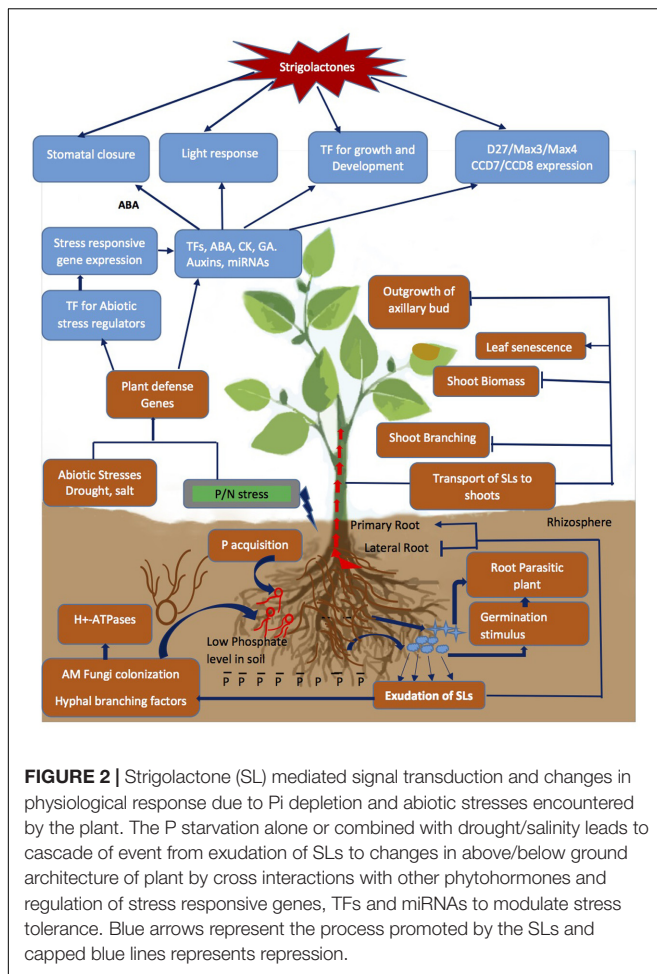 Strigolactones
Stomatal closure
Light response
TF for growth and
Development
D27/Max3/Max4
CCD7/CCD8 expression
ABA
Stress responsive
gene expression
TFs, ABA, CK, GA.
Auxins, miRNAs
TF for Abiotic
stress regulators
Outgrowth of
axillary bud
Leaf senescence
Shoot Biomass
Plant defense
Genes
Shoot Branching
Abiotic Stresses
Drought, salt
P/N stress
Transport of SLs to
shoots
Primary Root
Rhizosphere
P acquisition
Lateral Root
Root Parasitic
plant
H+-ATPases
Germination
stimulus
Low Phosphate
level in soil
AM Fungi colonization
Hyphal branching factors
P P P P P P P
Exudation of SLs
FIGURE 2 | Strigolactone (SL) mediated signal transduction and changes in
physiological response due to Pi depletion and abiotic stresses encountered
by the plant. The P starvation alone or combined with drought/salinity leads to
cascade of event from exudation of SLs to changes in above/below ground
architecture of plant by cross interactions with other phytohormones and
regulation of stress responsive genes, TFs and miRNAs to modulate stress
tolerance. Blue arrows represent the process promoted by the SLs and
capped blue lines represents repression.